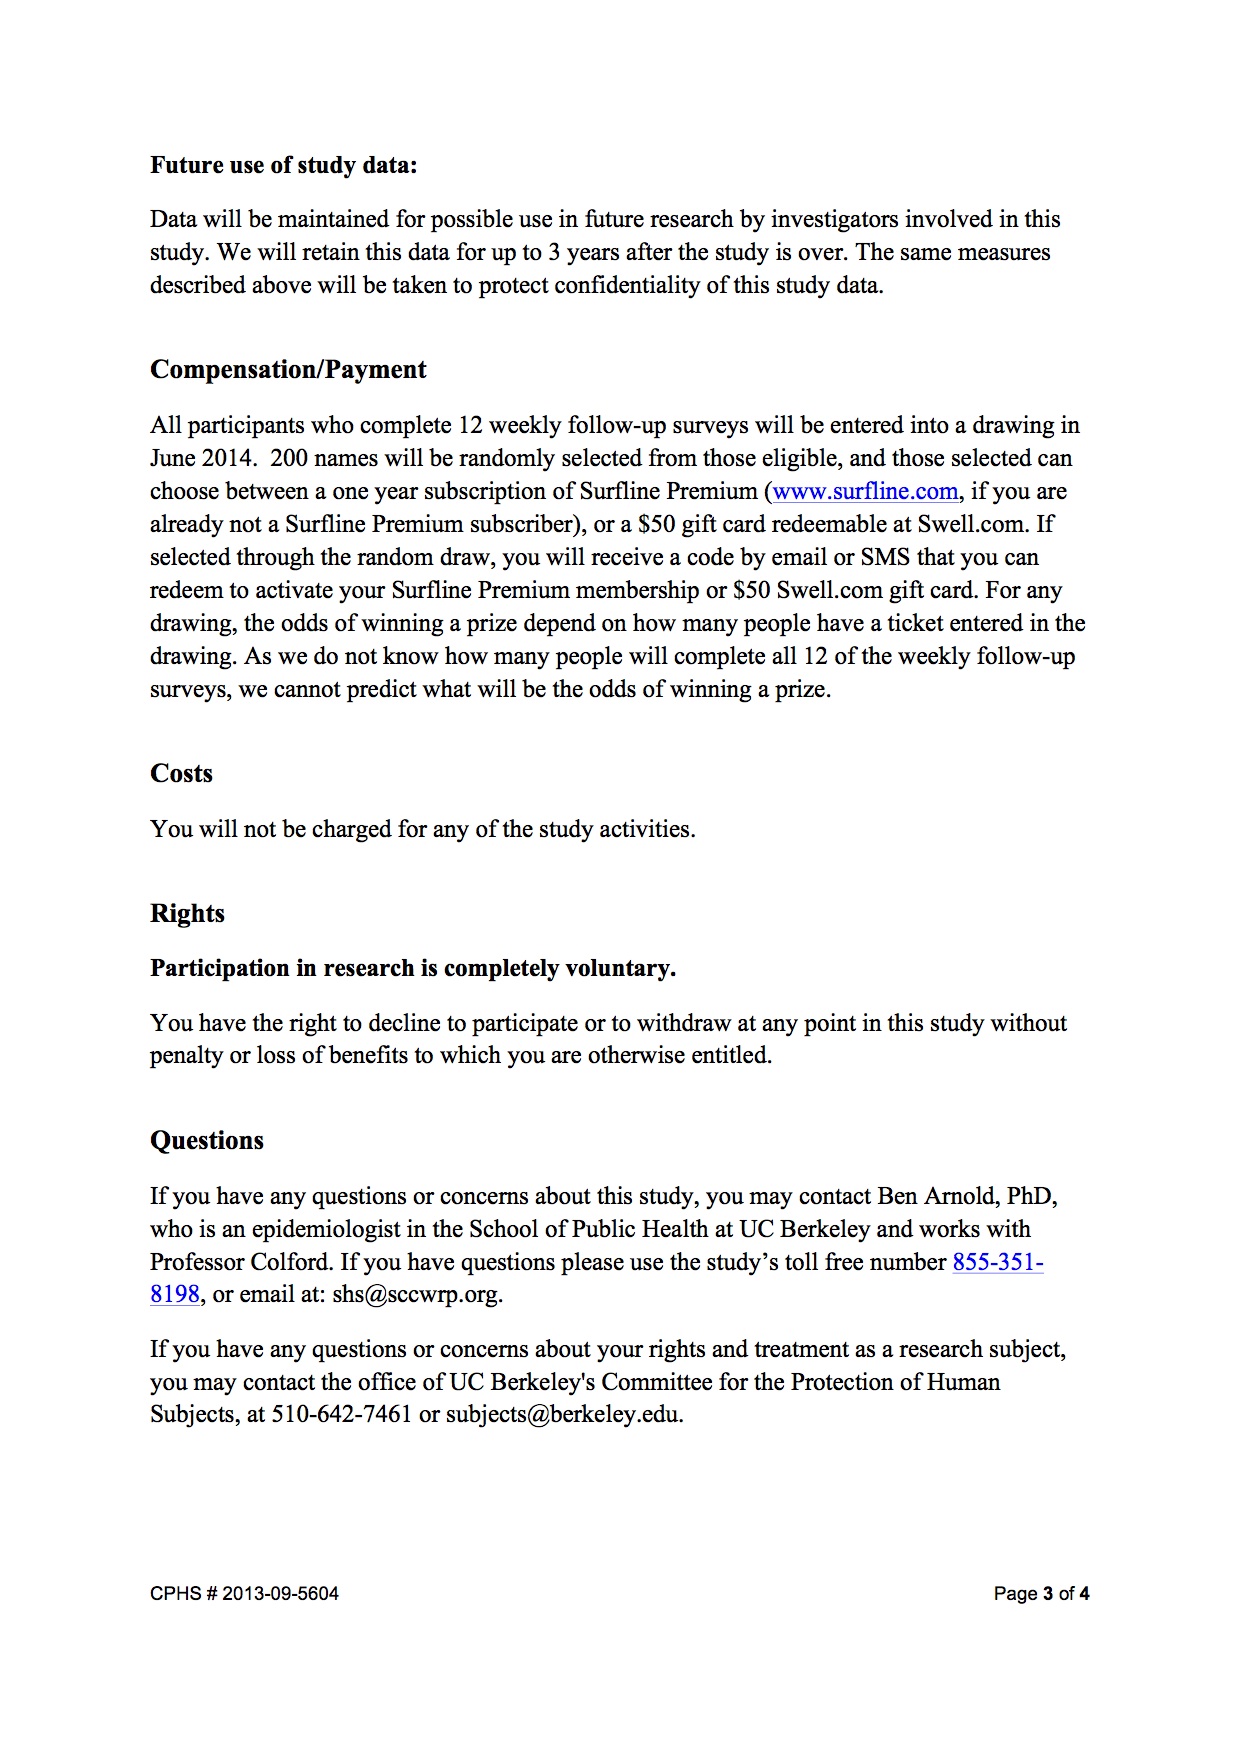 Future use of study data:
Data will be maintained for possible use in future research by investigators involved in this
study. We will retain this data for up to 3 years after the study is over. The same measures
described above will be taken to protect confidentiality of this study data.
Compensation/Payment
All participants who complete 12 weekly follow-up surveys will be entered into a drawing in
June 2014.  200 names will be randomly selected from those eligible, and those selected can
choose between a one year subscription of Surfline Premium (www.surfline.com, if you are
already not a Surfline Premium subscriber), or a $50 gift card redeemable at Swell.com. If
selected through the random draw, you will receive a code by email or SMS that you can
redeem to activate your Surfline Premium membership or $50 Swell.com gift card. For any
drawing, the odds of winning a prize depend on how many people have a ticket entered in the
drawing. As we do not know how many people will complete all 12 of the weekly follow-up
surveys, we cannot predict what will be the odds of winning a prize.
Costs
You will not be charged for any of the study activities.
Rights
Participation in research is completely voluntary.
You have the right to decline to participate or to withdraw at any point in this study without
penalty or loss of benefits to which you are otherwise entitled.
Questions
If you have any questions or concerns about this study, you may contact Ben Arnold, PhD,
who is an epidemiologist in the School of Public Health at UC Berkeley and works with
Professor Colford. If you have questions please use the study’s toll free number 855-351-
8198, or email at: shs@sccwrp.org.
If you have any questions or concerns about your rights and treatment as a research subject,
you may contact the office of UC Berkeley's Committee for the Protection of Human
Subjects, at 510-642-7461 or subjects@berkeley.edu.
CPHS # 2013-09-5604 Page 3 of 4